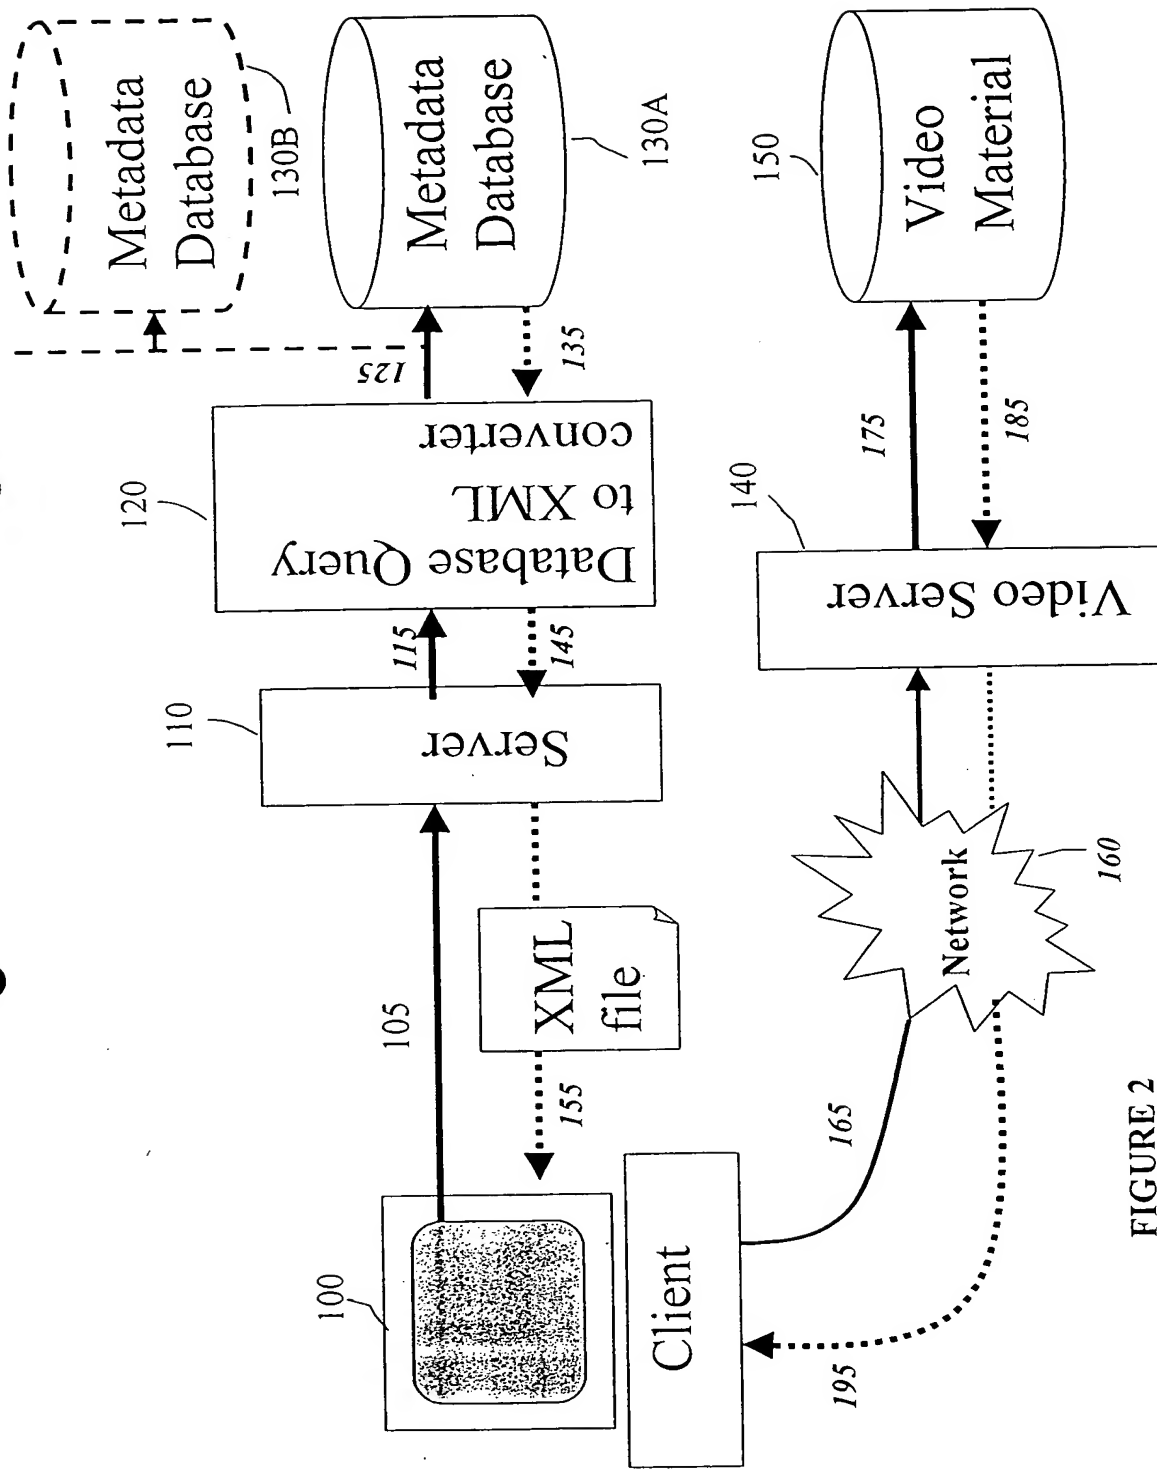 Metadata
Database
130B
Metadata
Database
130A
125
135
120
Database Query
to XML
converter
115
145
110
Server
105
XML
file
155
100
Client
165
195
Network
160
140
Video Server
175
185
150
Video
Material
FIGURE 2